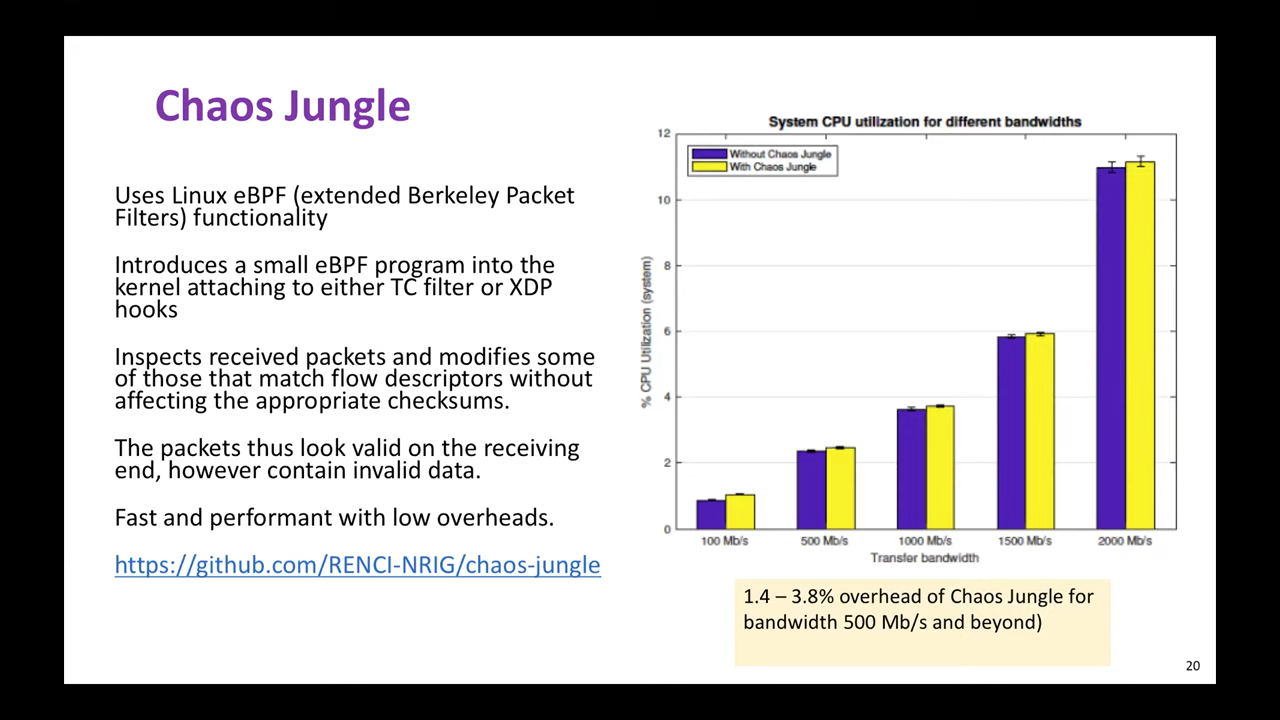 Chaos Jungle
Uses Linux eBPF (extended Berkeley Packet
Filters) functionality
Introduces a small eBPF program into the
kernel attaching to either TC filter or XDP
hooks
Inspects received packets and modifies some
of those that match flow descriptors without
affecting the appropriate checksums.
The packets thus look valid on the receiving
end, however contain invalid data.
Fast and performant with low overheads.
https://github.com/RENCI-NRIG/chaos-jungle
System CPU utilization for different bandwidths
Without Chaos Jungle
With Chaos Jungle
% CPU Utilization (system)
12
10
8
6
4
2
0
100 Mb/s 500 Mb/s 1000 Mb/s 1500 Mb/s 2000 Mb/s
Transfer bandwidth
1.4 – 3.8% overhead of Chaos Jungle for
bandwidth 500 Mb/s and beyond)
20